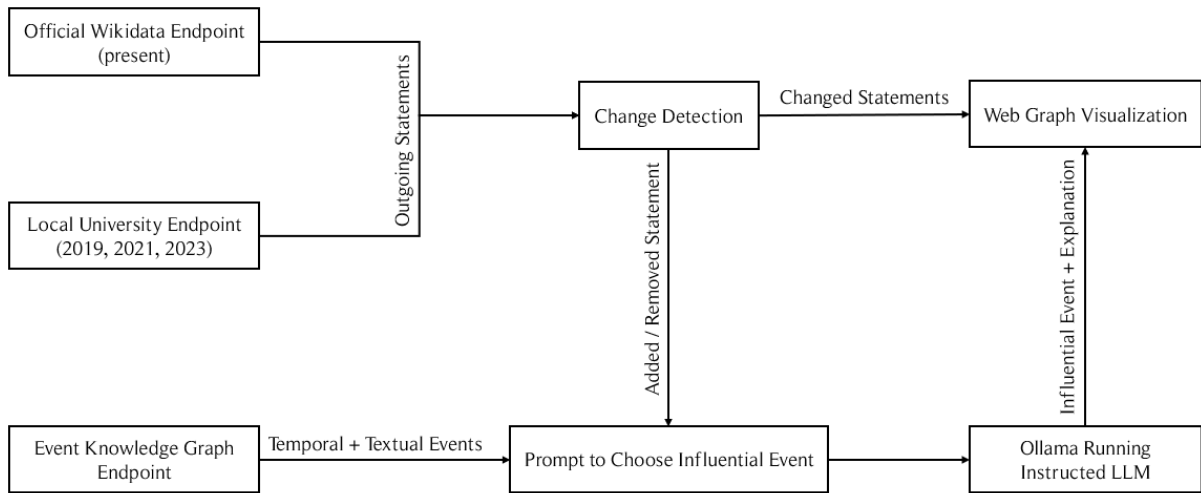 Official Wikidata Endpoint
(present)
Outgoing Statements
Change Detection
Changed Statements
Web Graph Visualization
Local University Endpoint
(2019, 2021, 2023)
Added / Removed Statement
Influential Event + Explanation
Event Knowledge Graph
Endpoint
Temporal + Textual Events
Prompt to Choose Influential Event
Ollama Running
Instructed LLM